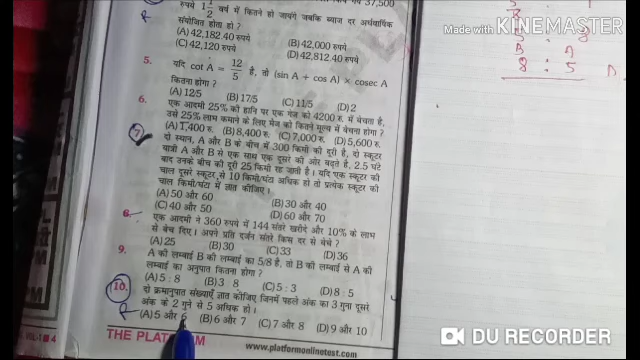 रुपये 1 1/2 वर्ष में कितने हो जायेंगे जबकि ब्याज दर अर्धवार्षिक
संयोजित होता हो ?
(A) 42,182.40 रुपये (B) 42,000 रुपये
(C) 42,120 रुपये (D) 42,812.40 रुपये
5. यदि cot A = 12/5 है, तो (sin A + cos A) × cosec A
कितना होगा ?
(A) 12/5 (B) 17/5 (C) 11/5 (D) 2
6. एक आदमी 25% की हानि पर एक मेज को 4200 रु. में बेचता है,
उसे 25% लाभ कमाने के लिए मेज को कितने मूल्य में बेचना होगा ?
(A) 1,400 रु. (B) 8,400 रु. (C) 7,000 रु. (D) 5,600 रु.
7. दो स्थान, A और B के बीच में 300 किमी की दूरी है, दो स्कूटर
यात्री A और B से एक साथ एक दूसरे की ओर बढ़ते है, 2.5 घंटे
बाद उनके बीच की दूरी 25 किमी रह जाती है। यदि एक स्कूटर की
चाल दूसरे स्कूटर से 10 किमी/घंटा अधिक हो तो प्रत्येक स्कूटर की
चाल किमी/घंटा में ज्ञात कीजिए।
(A) 50 और 60 (B) 30 और 40
(C) 40 और 50 (D) 60 और 70
8. एक आदमी ने 360 रुपये में 144 संतरे खरीदे और 10% के लाभ
से बेच दिए। अपने प्रति दर्जन संतरे किस दर से बेचे ?
(A) 25 (B) 30 (C) 33 (D) 36
9. A की लम्बाई B की लम्बाई का 5/8 है, तो B की लम्बाई से A की
लम्बाई का अनुपात कितना होगा ?
(A) 5 : 8 (B) 3 : 8 (C) 5 : 3 (D) 8 : 5
10. दो क्रमानुपात संख्याएँ ज्ञात कीजिए जिनमें पहले अंक का 3 गुना दूसरे
अंक के 2 गुने से 5 अधिक हो।
(A) 5 और 6 (B) 6 और 7 (C) 7 और 8 (D) 9 और 10
THE PLATFORM www.platformonlinetest.com
Made With KINEMASTER
B A
8 : 5
DU RECORDER